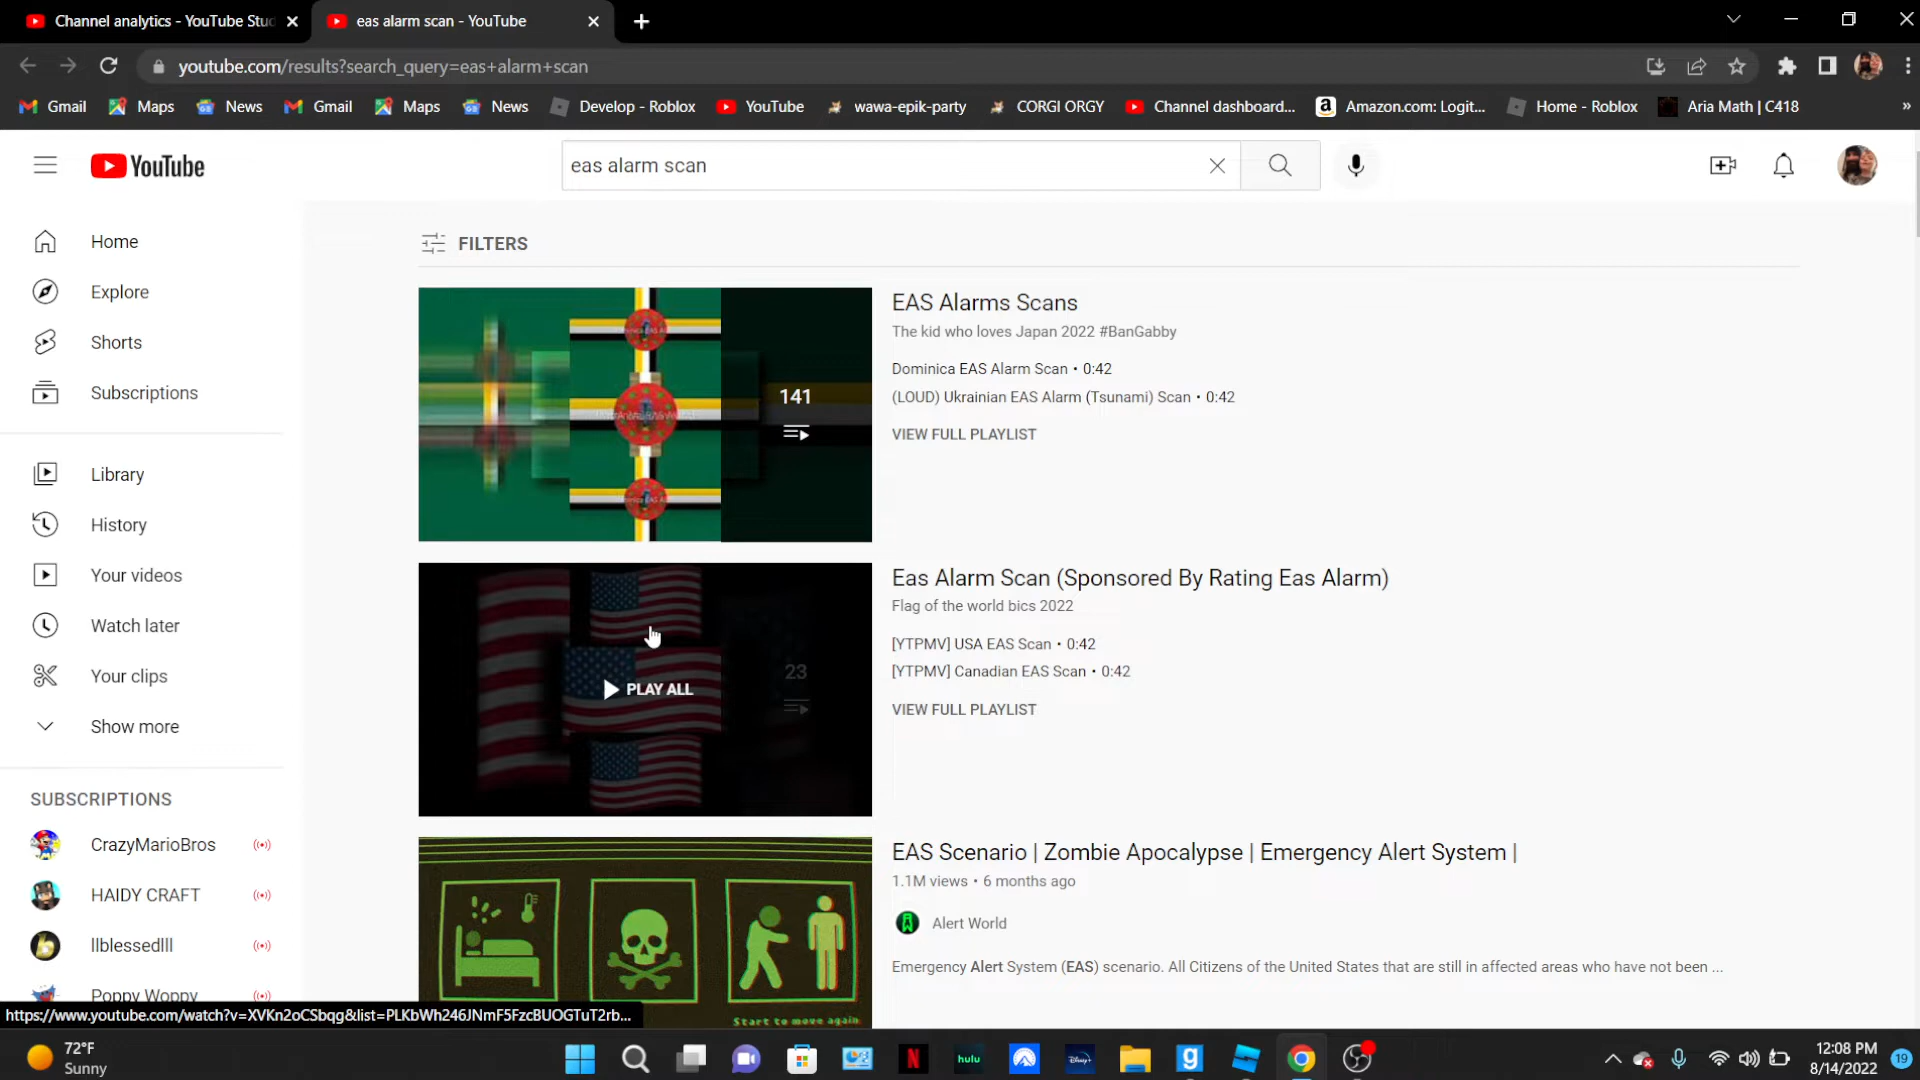 Channel analytics - YouTube Stu
eas alarm scan - YouTube
youtube.com/results?search_query=eas+alarm+scan
Gmail Maps News Gmail Maps News Develop - Roblox YouTube wawa-epik-party CORGI ORGY Channel dashboard... Amazon.com: Logit... Home - Roblox Aria Math | C418 »
YouTube
eas alarm scan
Home
Explore
Shorts
Subscriptions
Library
History
Your videos
Watch later
Your clips
Show more
SUBSCRIPTIONS
CrazyMarioBros
HAIDY CRAFT
llblessedlll
Poppy Woppy
FILTERS
141
EAS Alarms Scans
The kid who loves Japan 2022 #BanGabby
Dominica EAS Alarm Scan • 0:42
(LOUD) Ukrainian EAS Alarm (Tsunami) Scan • 0:42
VIEW FULL PLAYLIST
PLAY ALL
23
Eas Alarm Scan (Sponsored By Rating Eas Alarm)
Flag of the world bics 2022
[YTPMV] USA EAS Scan • 0:42
[YTPMV] Canadian EAS Scan • 0:42
VIEW FULL PLAYLIST
Start to move again
EAS Scenario | Zombie Apocalypse | Emergency Alert System |
1.1M views • 6 months ago
Alert World
Emergency Alert System (EAS) scenario. All Citizens of the United States that are still in affected areas who have not been ...
https://www.youtube.com/watch?v=XVKn2oCSbqg&list=PLKbWh246JNmF5FzcBUOGTuT2rb...
72°F
Sunny
hulu
Disney+
12:08 PM
8/14/2022
19